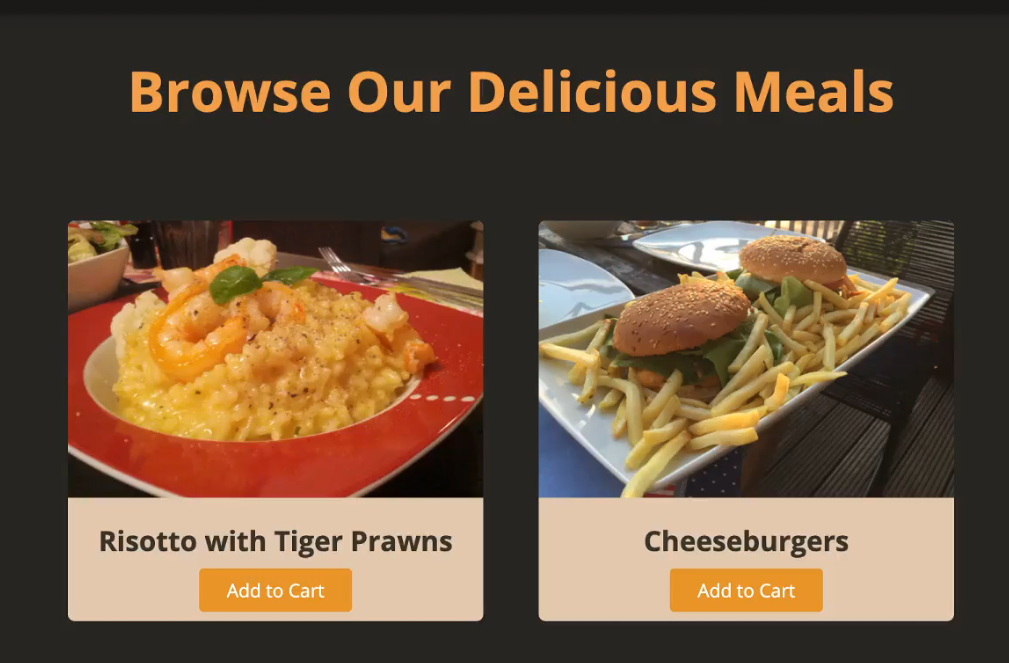 Browse Our Delicious Meals
Risotto with Tiger Prawns
Add to Cart
Cheeseburgers
Add to Cart